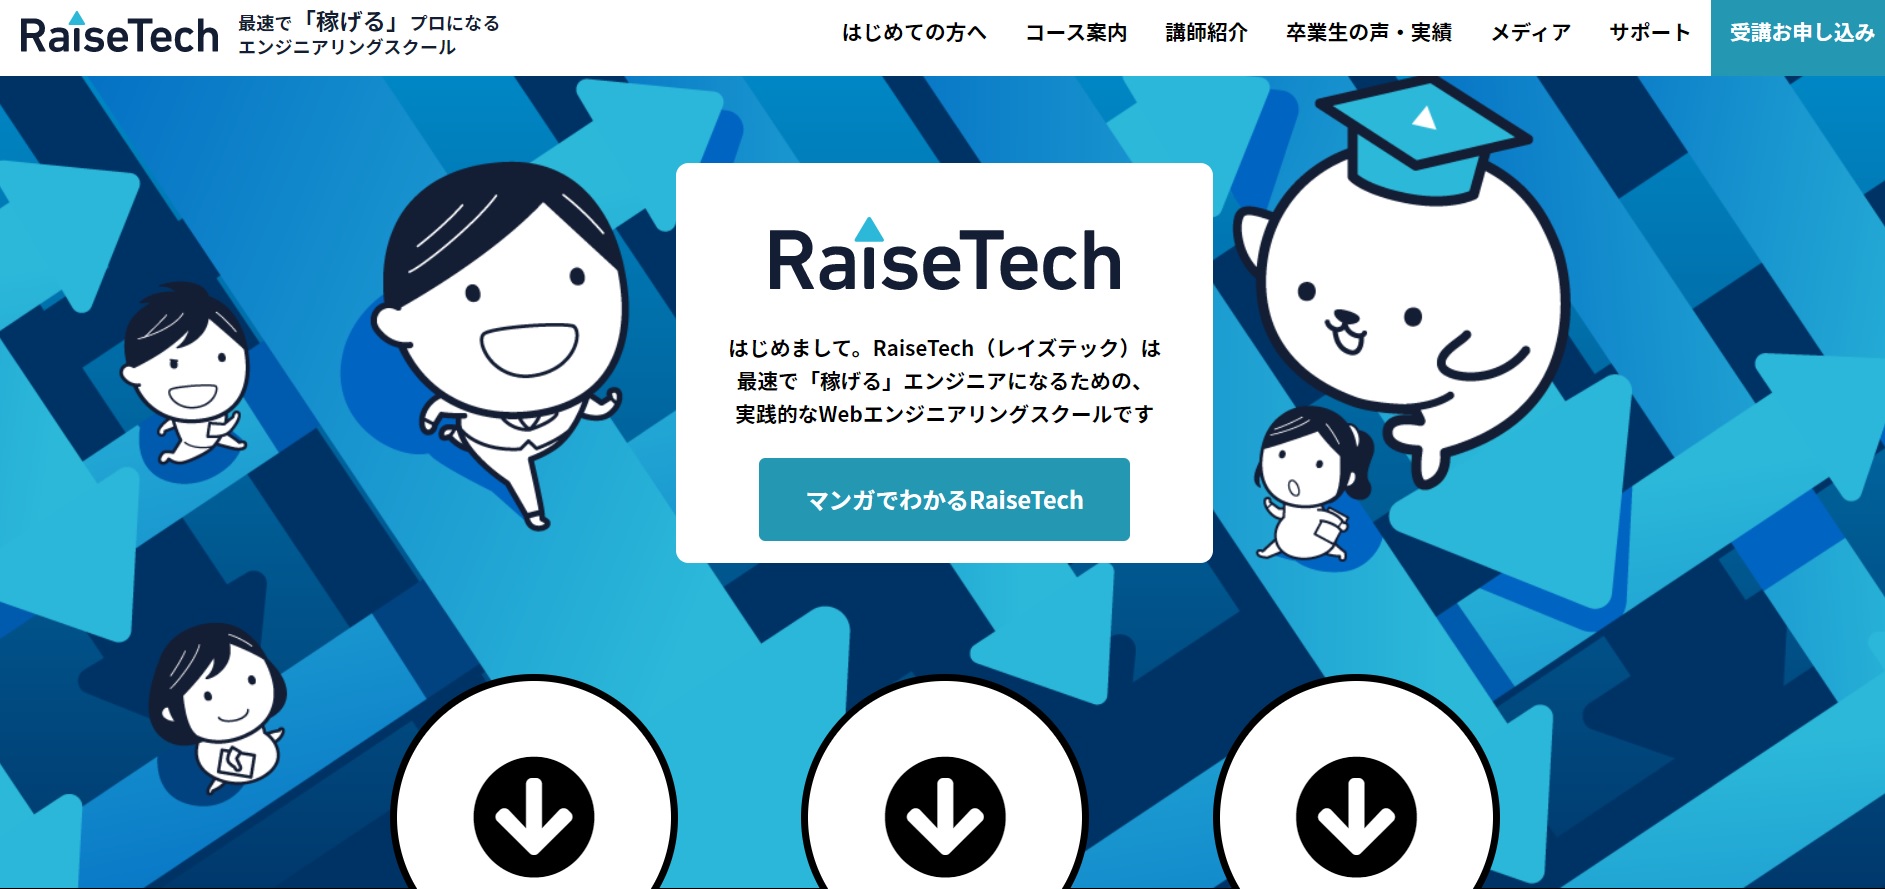 RaiseTech
最速で「稼げる」プロになる
エンジニアリングスクール
はじめての方へ
コース案内
講師紹介
卒業生の声・実績
メディア
サポート
受講お申し込み
RaiseTech
はじめまして。RaiseTech（レイズテック）は
最速で「稼げる」エンジニアになるための、
実践的なWebエンジニアリングスクールです
マンガでわかるRaiseTech